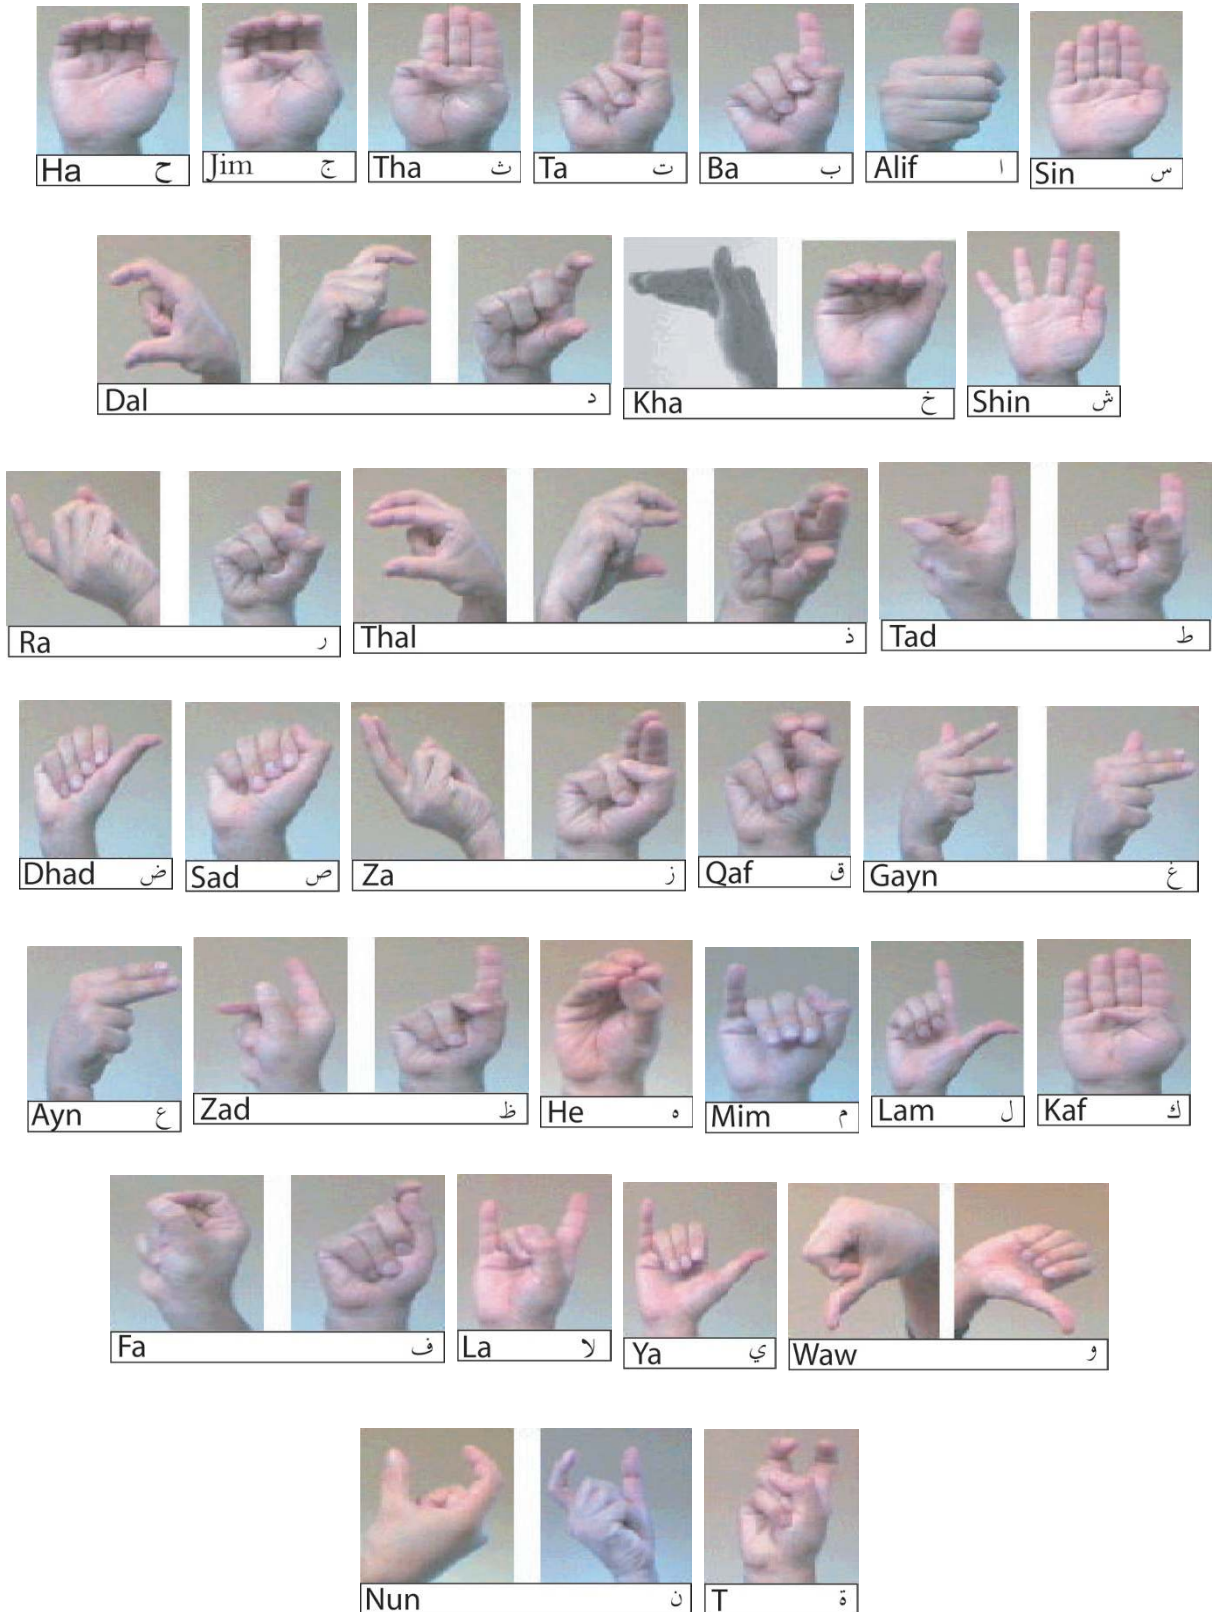 Ha ح
Jim ج
Tha ث
Ta ت
Ba ب
Alif ا
Sin س
Dal د
Kha خ
Shin ش
Ra ر
Thal ذ
Tad ط
Dhad ض
Sad ص
Za ز
Qaf ق
Gayn غ
Ayn ع
Zad ظ
He ه
Mim م
Lam ل
Kaf ك
Fa ف
La لا
Ya ي
Waw و
Nun ن
T ة